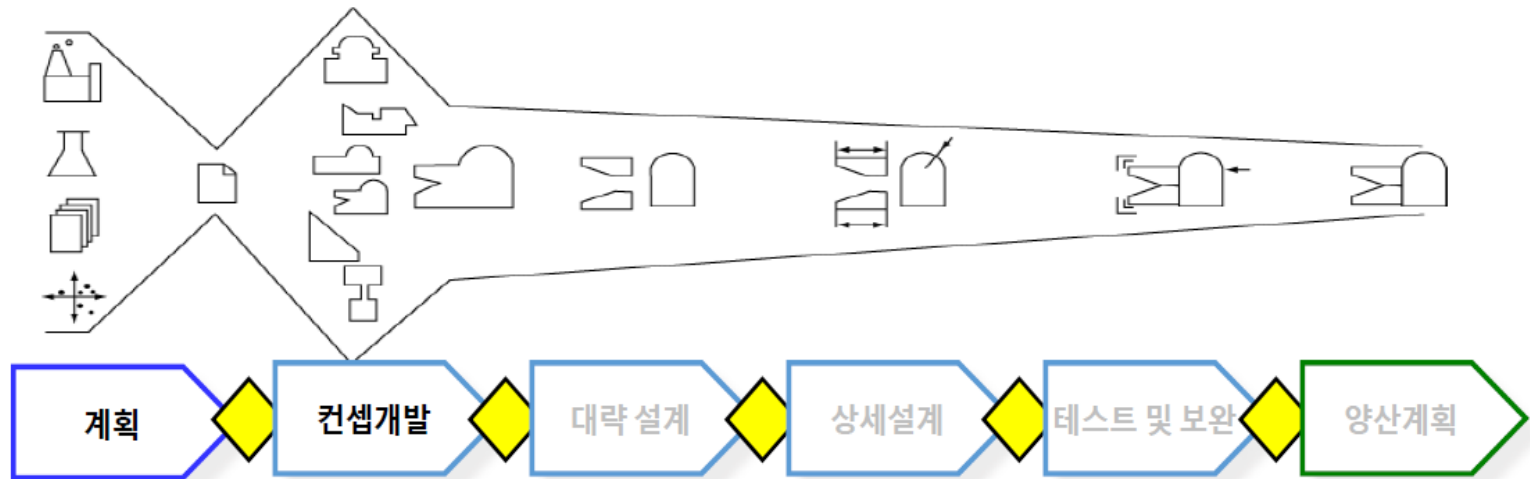 계획
컨셉개발
대략 설계
상세설계
테스트 및 보완
양산계획